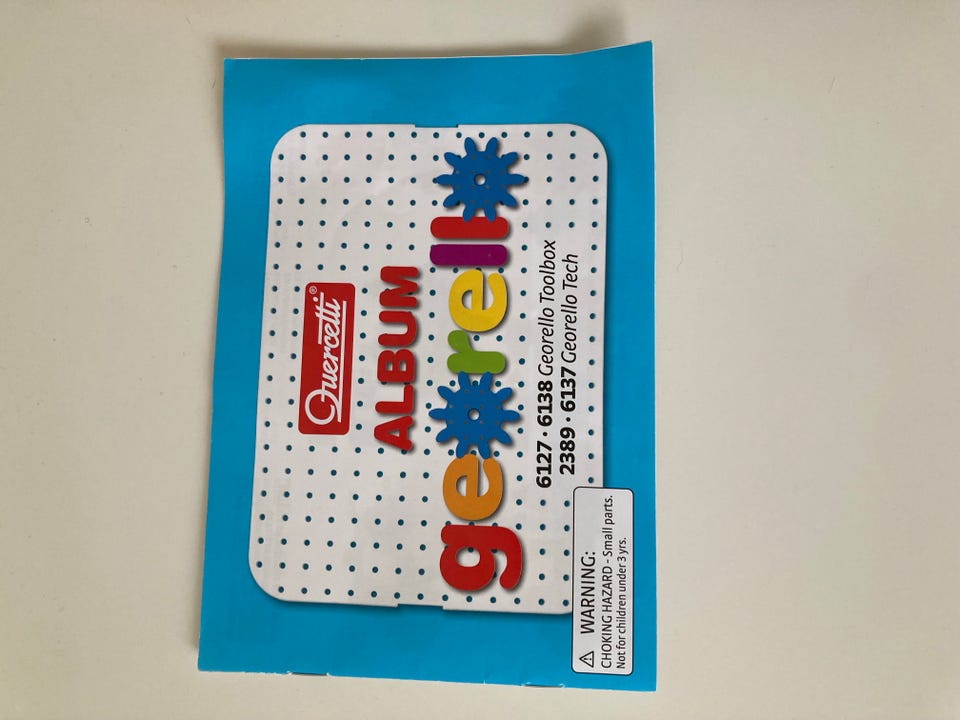 Quercetti®
ALBUM
georello
6127 · 6138 Georello Toolbox
2389 · 6137 Georello Tech
WARNING:
CHOKING HAZARD - Small parts.
Not for children under 3 yrs.